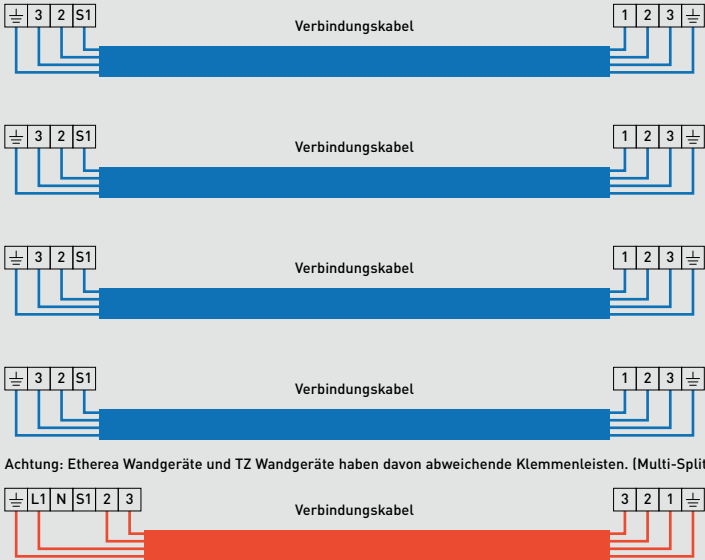 3 2 S1 Verbindungskabel 1 2 3
3 2 S1 Verbindungskabel 1 2 3
3 2 S1 Verbindungskabel 1 2 3
3 2 S1 Verbindungskabel 1 2 3
Achtung: Etherea Wandgeräte und TZ Wandgeräte haben davon abweichende Klemmenleisten. (Multi-Split
L1 N S1 2 3 Verbindungskabel 3 2 1